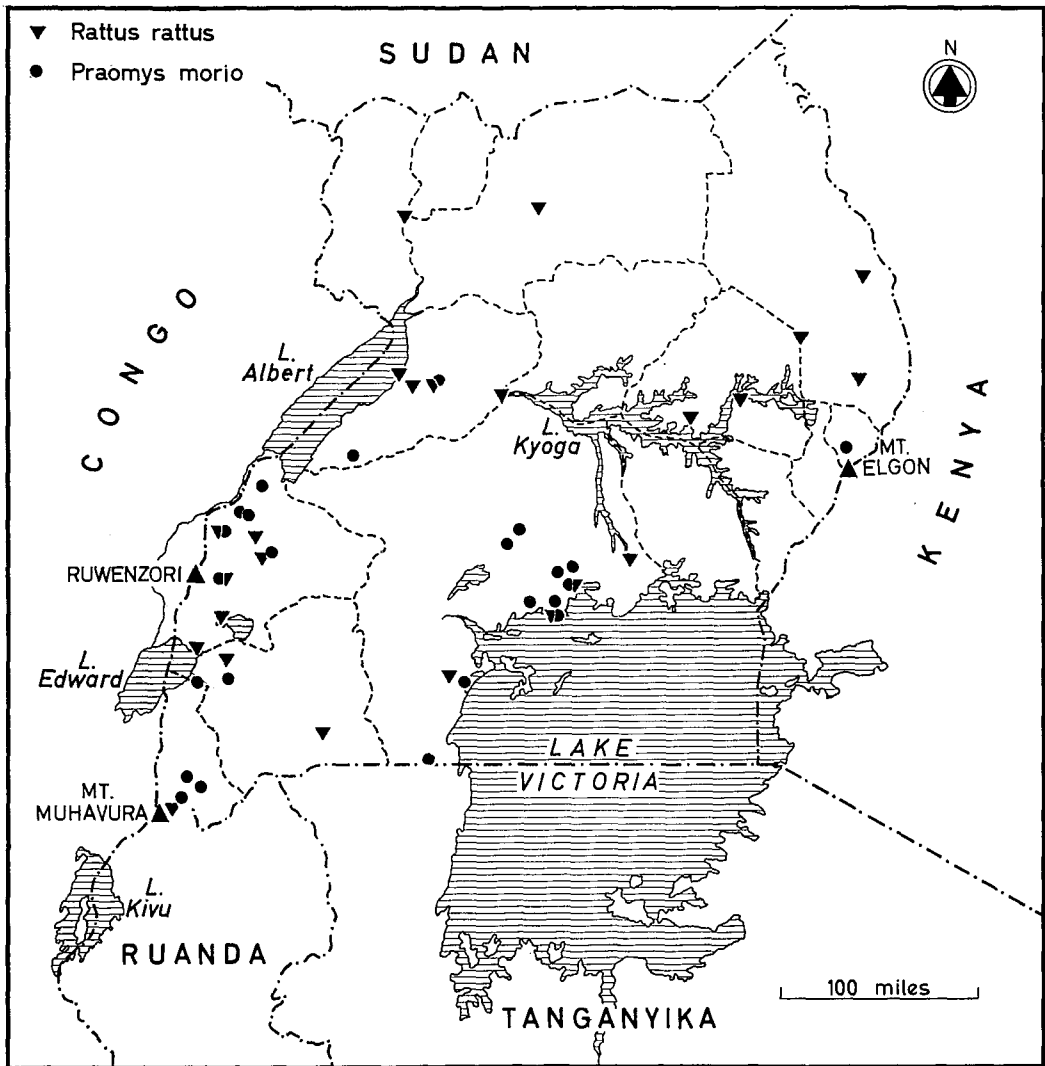 Rattus rattus
Praomys morio
SUDAN
N
CONGO
L.
Albert
L.
Kyoga
MT.
ELGON
KENYA
RUWENZORI
L.
Edward
LAKE
VICTORIA
MT.
MUHAVURA
L.
Kivu
RUANDA
100 miles
TANGANYIKA